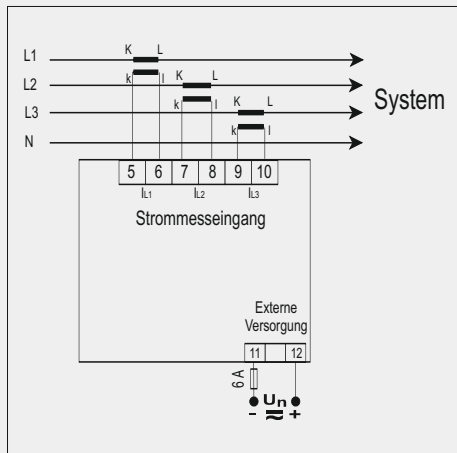 L1 K L
k l
L2 K L System
k l
L3 K L
k l
N
5 6 7 8 9 10
IL1 IL2 IL3
Strommesseingang
Externe
Versorgung
11 12
6 A
Un
- ≂ +